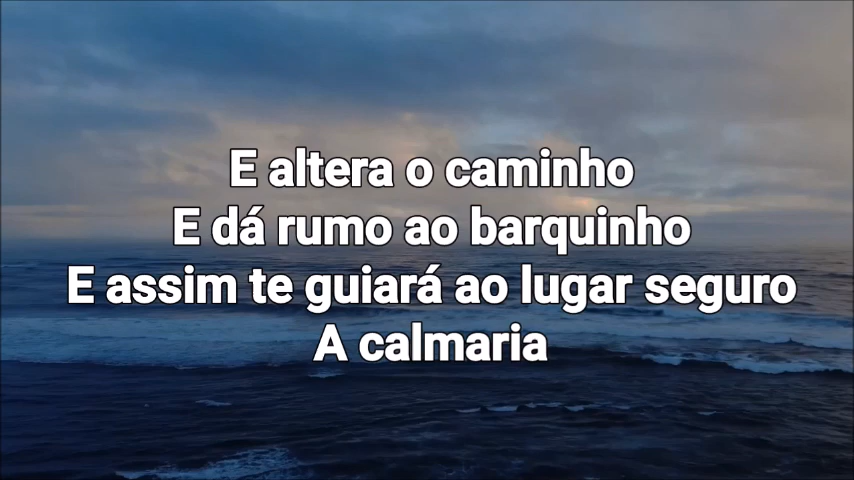 E altera o caminho
E dá rumo ao barquinho
E assim te guiará ao lugar seguro
A calmaria